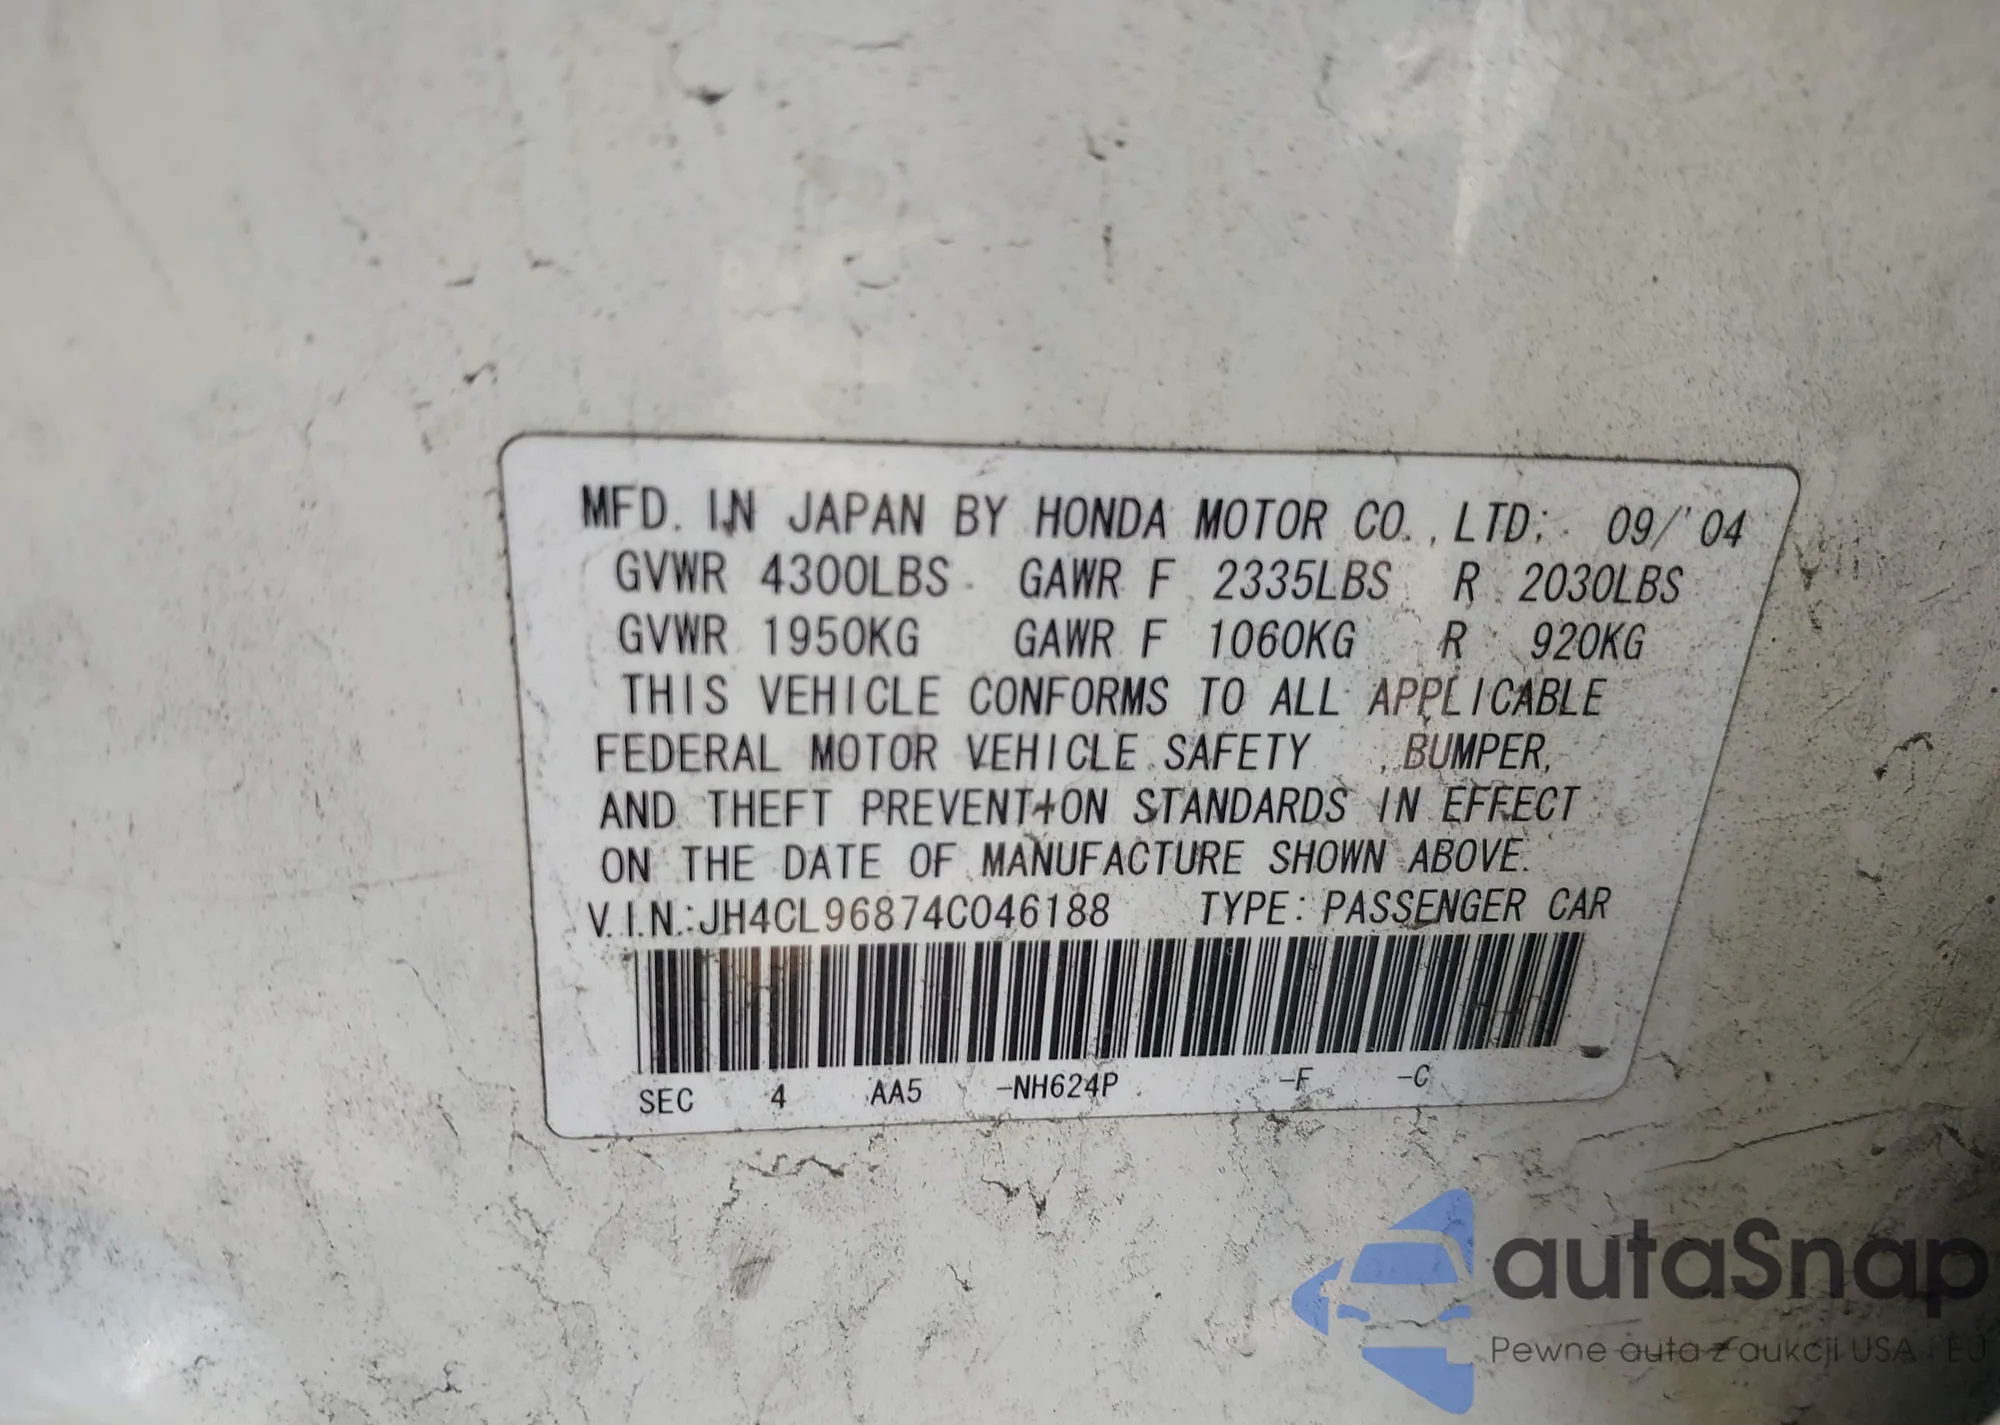 MFD. IN JAPAN BY HONDA MOTOR CO., LTD; 09/'04
GVWR 4300LBS GAWR F 2335LBS R 2030LBS
GVWR 1950KG GAWR F 1060KG R 920KG
THIS VEHICLE CONFORMS TO ALL APPLICABLE
FEDERAL MOTOR VEHICLE SAFETY , BUMPER,
AND THEFT PREVENTION STANDARDS IN EFFECT
ON THE DATE OF MANUFACTURE SHOWN ABOVE.
V.I.N.:JH4CL96874C046188 TYPE: PASSENGER CAR
SEC 4 AA5 -NH624P -F -C
autaSnap
Pewne auta z aukcji USA i EU